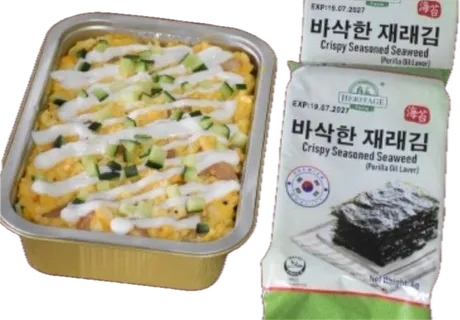 EXP:19.07.2027
海苔
바삭한 재래김
Crispy Seasoned Seaweed
(Perilla Oil Laver)
HERITAGE
EXP:19.07.2027
海苔
바삭한 재래김
Crispy Seasoned Seaweed
(Perilla Oil Laver)
Net Weight: 4g